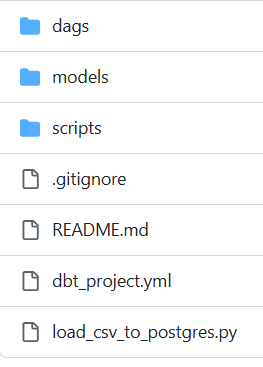 dags
models
scripts
.gitignore
README.md
dbt_project.yml
load_csv_to_postgres.py